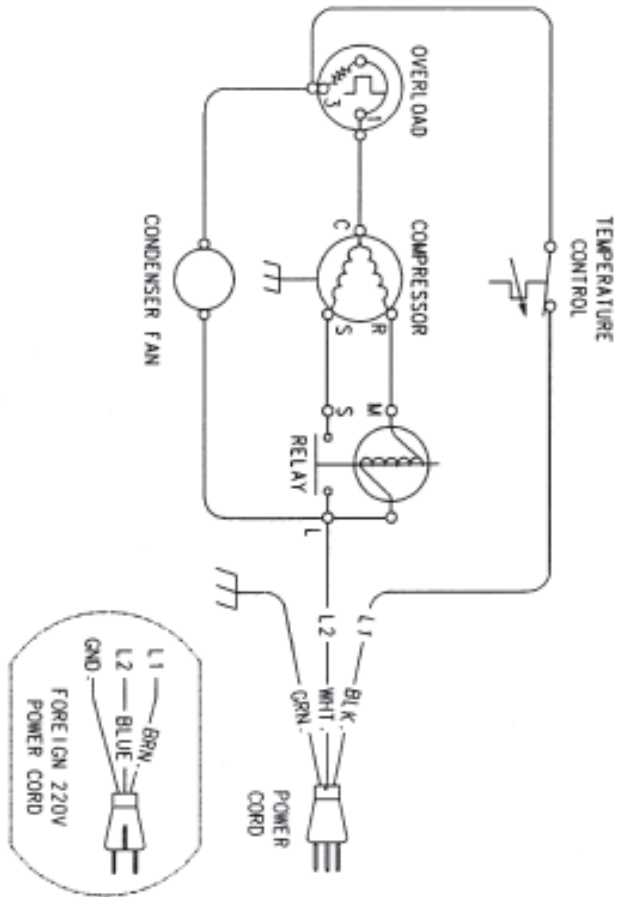 TEMPERATURE
CONTROL
OVERLOAD
3
1
COMPRESSOR
C
R
S
M
S
RELAY
L
CONDENSER FAN
L1
BLK.
L2
WHT.
GRN.
POWER
CORD
L1
BRN
L2
BLUE
GND.
FOREIGN 220V
POWER CORD